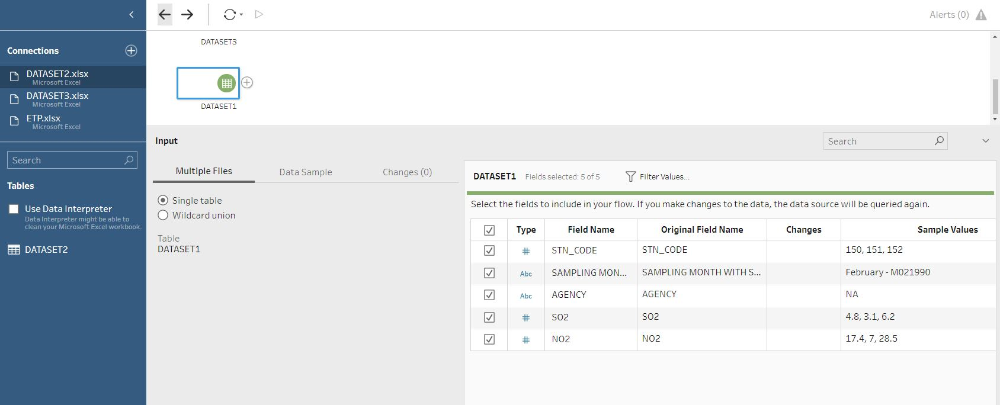 Alerts (0)
Connections
DATASET2.xlsx
Microsoft Excel
DATASET3.xlsx
Microsoft Excel
ETP.xlsx
Microsoft Excel
Search
Tables
Use Data Interpreter
Data Interpreter might be able to
clean your Microsoft Excel workbook.
DATASET2
DATASET3
DATASET1
Input
Search
Multiple Files
Data Sample
Changes (0)
Single table
Wildcard union
Table
DATASET1
DATASET1 Fields selected: 5 of 5 Filter Values...
Select the fields to include in your flow. If you make changes to the data, the data source will be queried again.
Type Field Name Original Field Name Changes Sample Values
# STN_CODE STN_CODE 150, 151, 152
Abc SAMPLING MON... SAMPLING MONTH WITH S... February - M021990
Abc AGENCY AGENCY NA
# SO2 SO2 4.8, 3.1, 6.2
# NO2 NO2 17.4, 7, 28.5